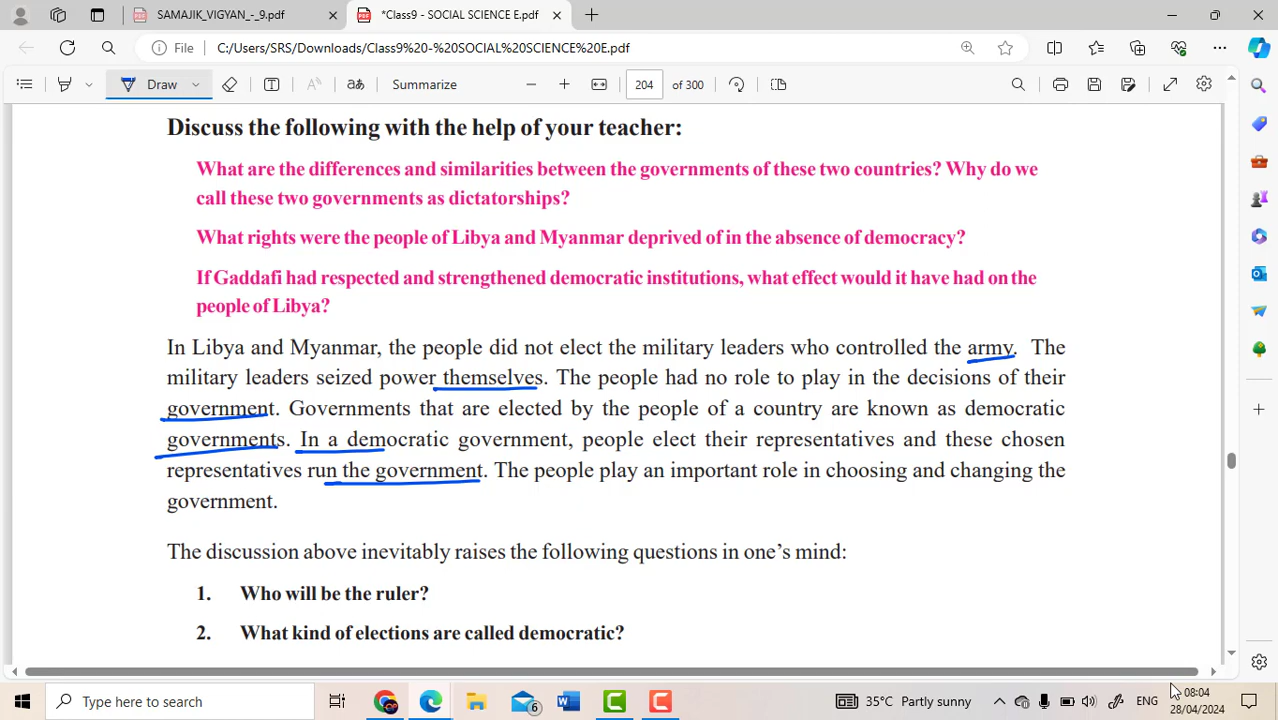 SAMAJIK_VIGYAN_-_9.pdf
*Class9 - SOCIAL SCIENCE E.pdf
File
C:/Users/SRS/Downloads/Class9%20-%20SOCIAL%20SCIENCE%20E.pdf
Draw
aあ
Summarize
204 of 300
Discuss the following with the help of your teacher:
What are the differences and similarities between the governments of these two countries? Why do we
call these two governments as dictatorships?
What rights were the people of Libya and Myanmar deprived of in the absence of democracy?
If Gaddafi had respected and strengthened democratic institutions, what effect would it have had on the
people of Libya?
In Libya and Myanmar, the people did not elect the military leaders who controlled the army. The
military leaders seized power themselves. The people had no role to play in the decisions of their
government. Governments that are elected by the people of a country are known as democratic
governments. In a democratic government, people elect their representatives and these chosen
representatives run the government. The people play an important role in choosing and changing the
government.
The discussion above inevitably raises the following questions in one's mind:
1. Who will be the ruler?
2. What kind of elections are called democratic?
Type here to search
6
35°C Partly sunny
ENG
08:04
28/04/2024